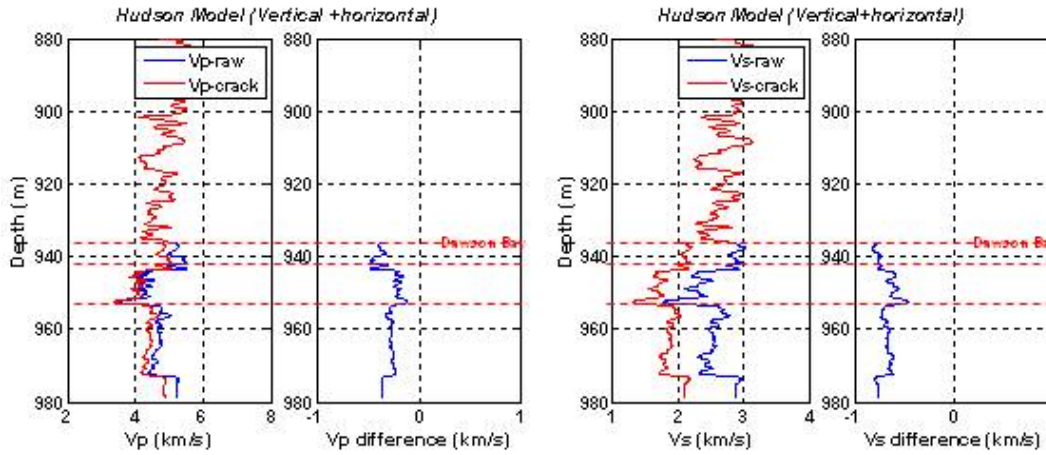 Hudson Model (Vertical +horizontal)
Hudson Model (Vertical+horizontal)
880
900
920
940
960
980
Depth (m)
Vp-raw
Vp-crack
2
4
6
8
Vp (km/s)
880
900
920
940
960
980
-1
0
1
Vp difference (km/s)
Dawson Bay
880
900
920
940
960
980
Depth (m)
Vs-raw
Vs-crack
1
2
3
4
Vs (km/s)
880
900
920
940
960
980
-1
0
Vs difference (km/s)
Dawson Ba